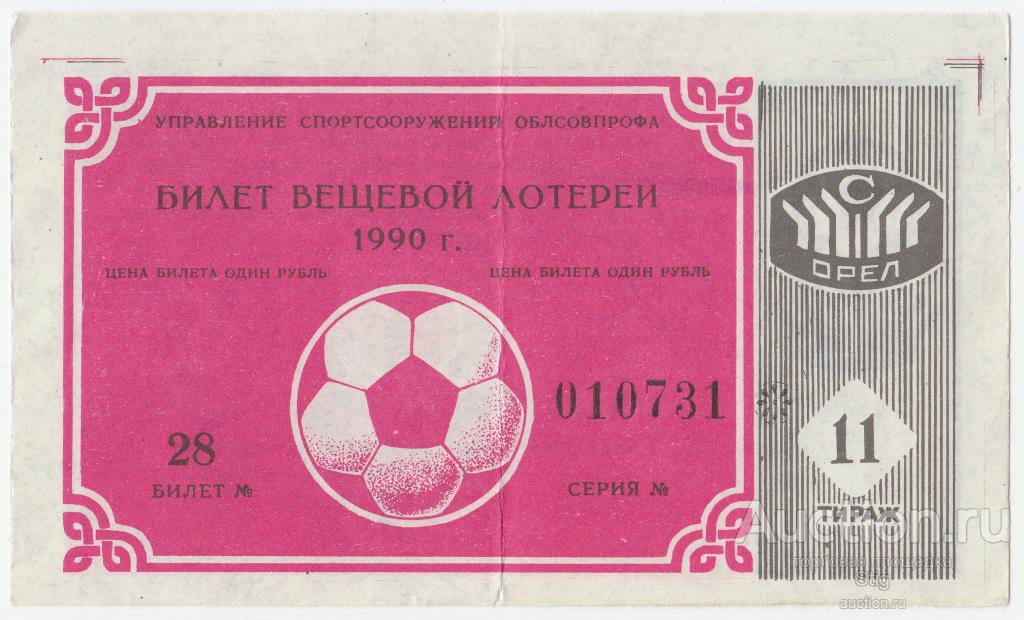 УПРАВЛЕНИЕ СПОРТСООРУЖЕНИЙ ОБЛСОВПРОФА
БИЛЕТ ВЕЩЕВОЙ ЛОТЕРЕИ
1990 г.
ЦЕНА БИЛЕТА ОДИН РУБЛЬ
ЦЕНА БИЛЕТА ОДИН РУБЛЬ
28
БИЛЕТ №
010731
СЕРИЯ №
С
ОРЕЛ
11
ТИРАЖ
Auction.ru
торговая площадка
Stig
auction.ru